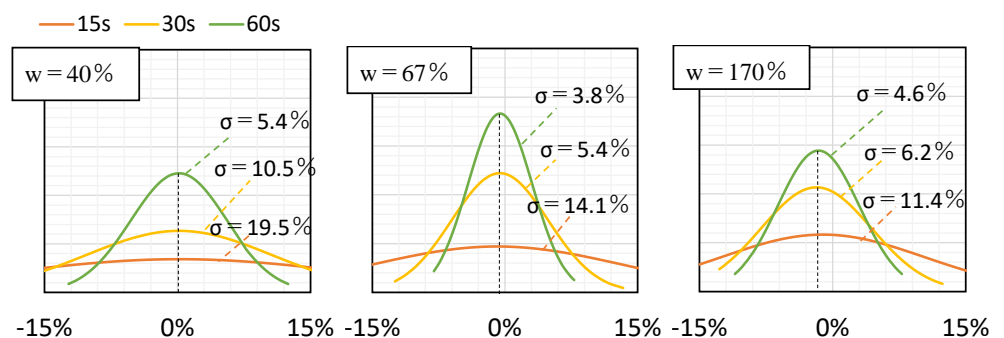 15s 30s 60s
w＝40%
σ＝5.4%
σ＝10.5%
σ＝19.5%
-15% 0% 15%
w＝67%
σ＝3.8%
σ＝5.4%
σ＝14.1%
-15% 0% 15%
w＝170%
σ＝4.6%
σ＝6.2%
σ＝11.4%
-15% 0% 15%